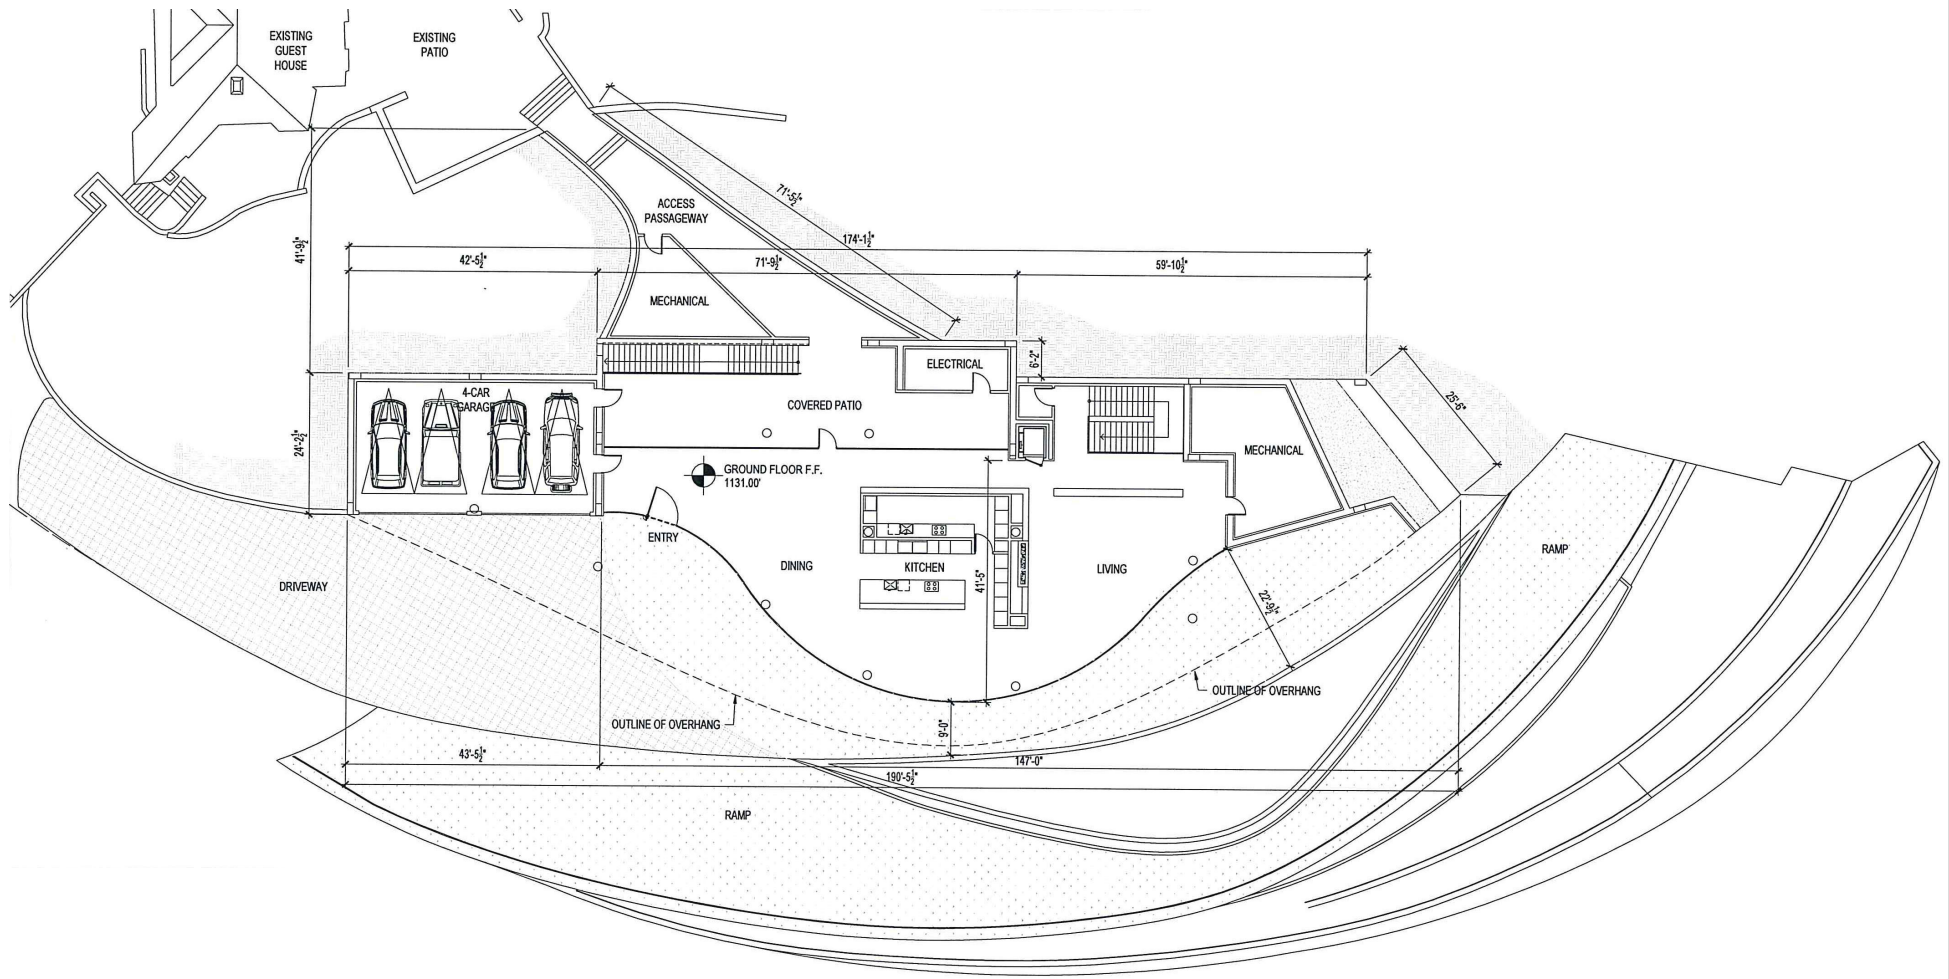 EXISTING
GUEST
HOUSE
EXISTING
PATIO
ACCESS
PASSAGEWAY
71'-5½"
174'-1½"
41'-9½"
42'-5½"
71'-9½"
59'-10½"
MECHANICAL
ELECTRICAL
6'-2"
4-CAR
GARAGE
COVERED PATIO
25'-6"
24'-2½"
MECHANICAL
GROUND FLOOR F.F.
1131.00'
ENTRY
DINING
KITCHEN
LIVING
41'-5"
RAMP
DRIVEWAY
22'-9½"
OUTLINE OF OVERHANG
OUTLINE OF OVERHANG
9'-0"
43'-5½"
147'-0"
190'-5½"
RAMP